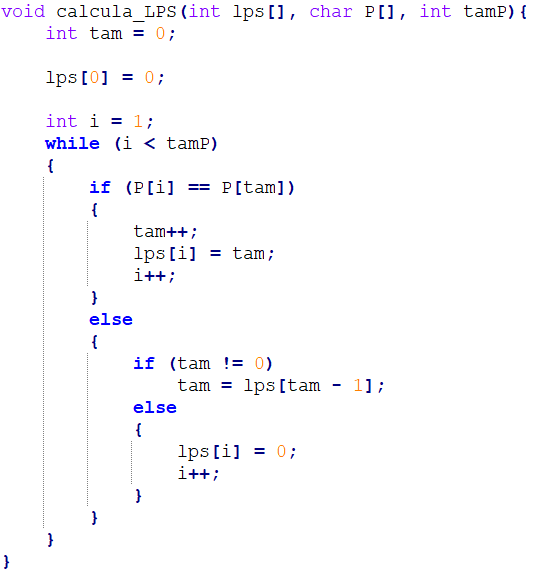 void calcula_LPS(int lps[], char P[], int tamP){
    int tam = 0;

    lps[0] = 0;

    int i = 1;
    while (i < tamP)
    {
        if (P[i] == P[tam])
        {
            tam++;
            lps[i] = tam;
            i++;
        }
        else
        {
            if (tam != 0)
                tam = lps[tam - 1];
            else
            {
                lps[i] = 0;
                i++;
            }
        }
    }
}